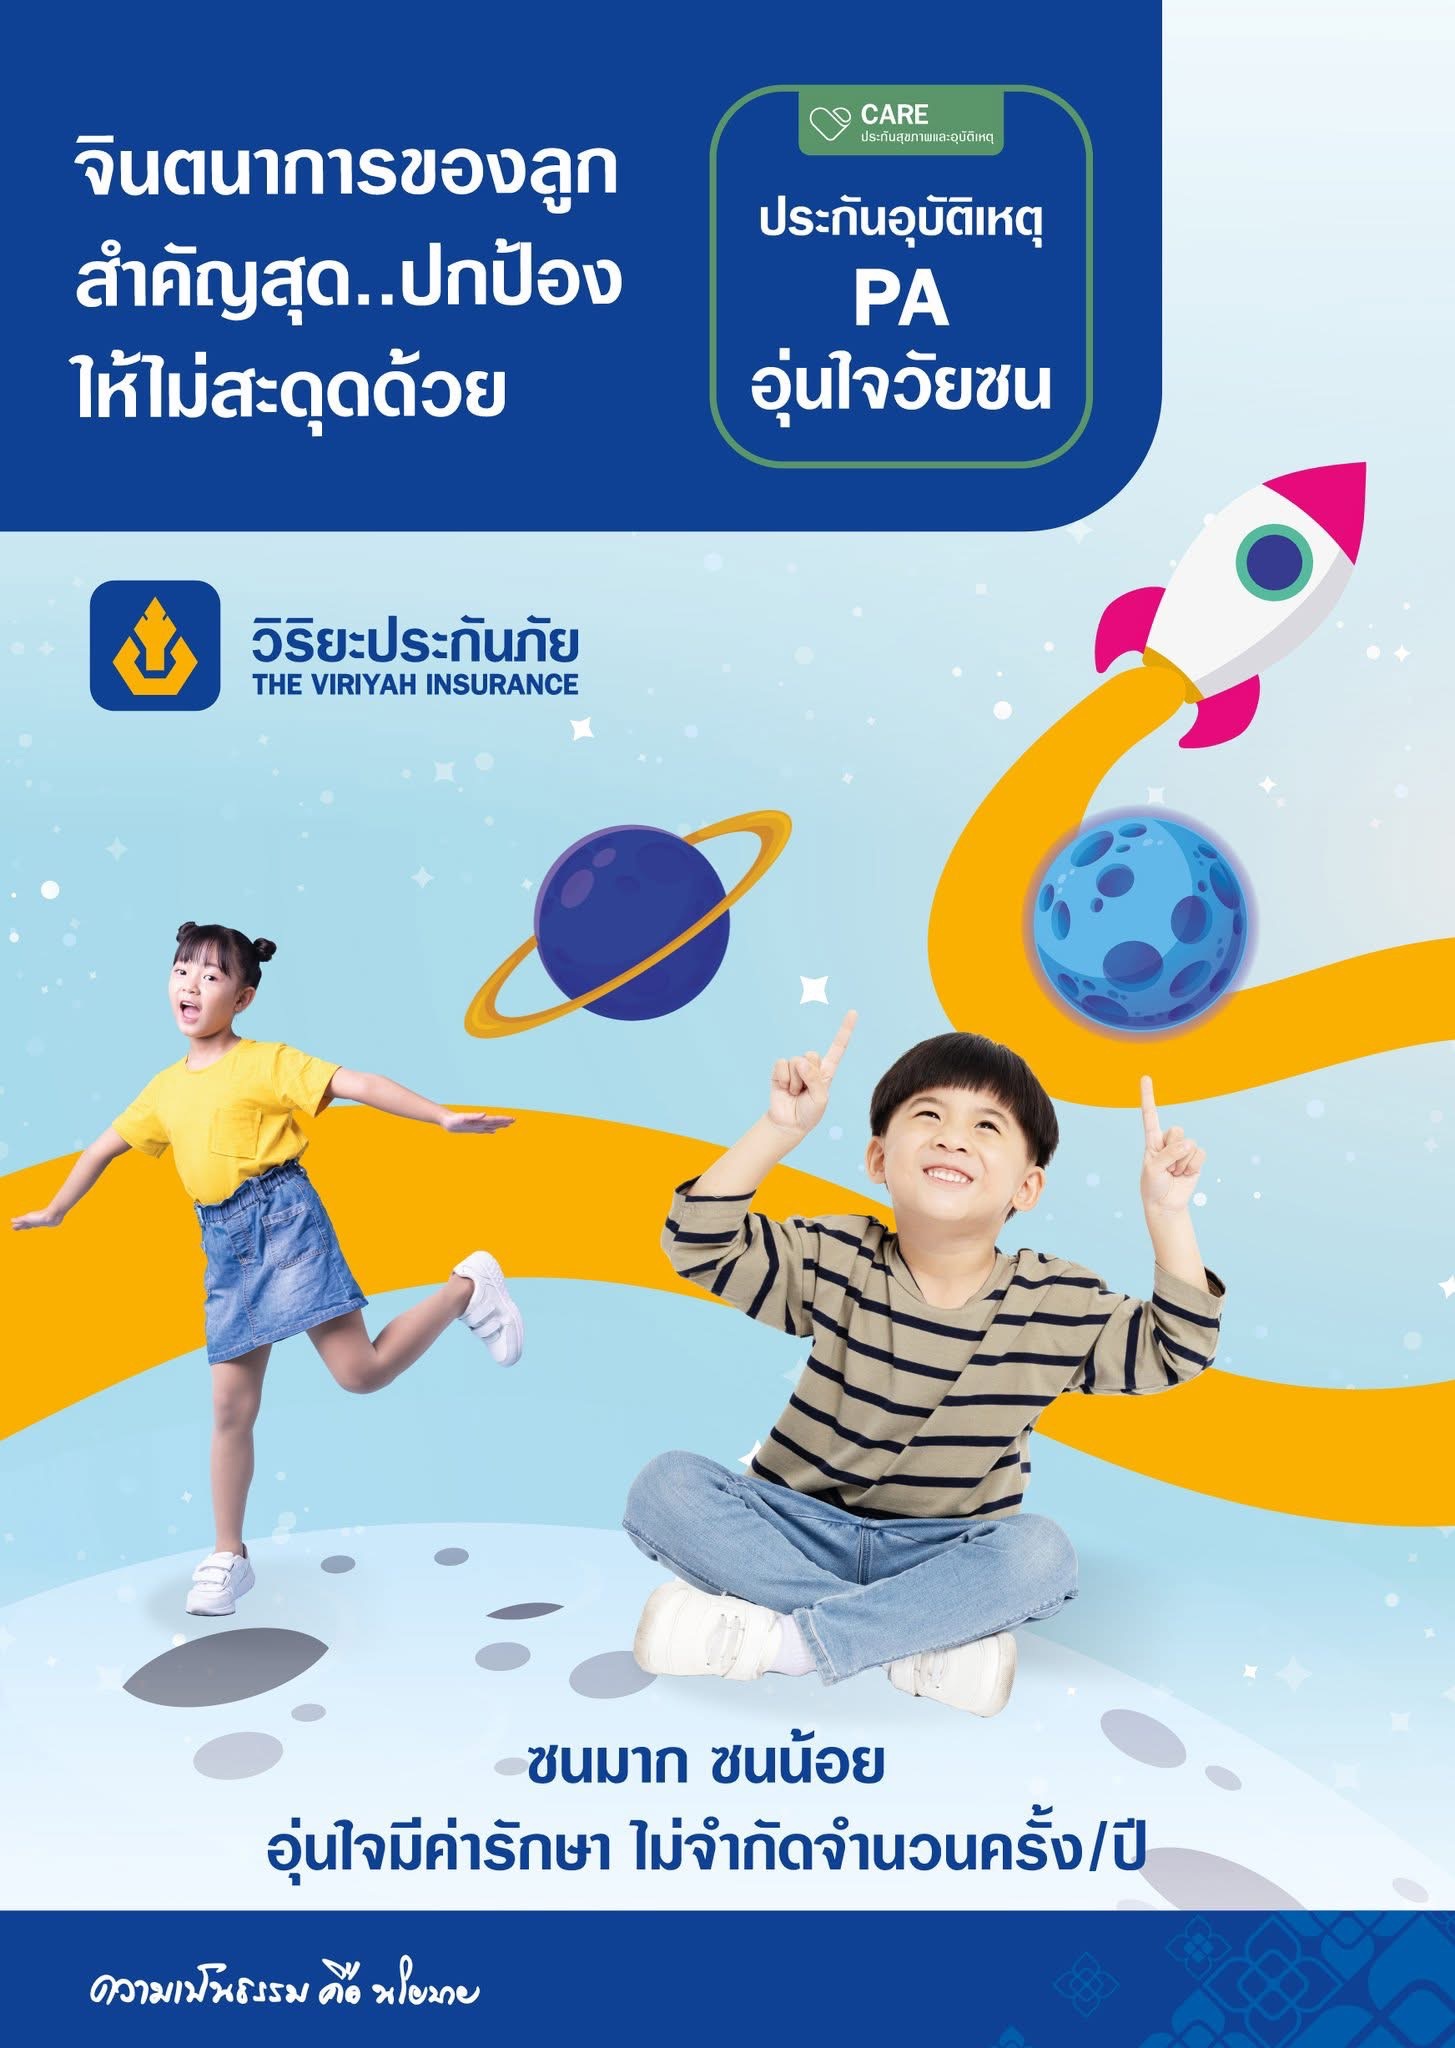 จินตนาการของลูก
สำคัญสุด..ปกป้อง
ให้ไม่สะดุดด้วย
CARE
ประกันสุขภาพและอุบัติเหตุ
ประกันอุบัติเหตุ
PA
อุ่นใจวัยซน
วิริยะประกันภัย
THE VIRIYAH INSURANCE
ซนมาก ซนน้อย
อุ่นใจมีค่ารักษา ไม่จำกัดจำนวนครั้ง/ปี
ความเป็นธรรม คือ นโยบาย